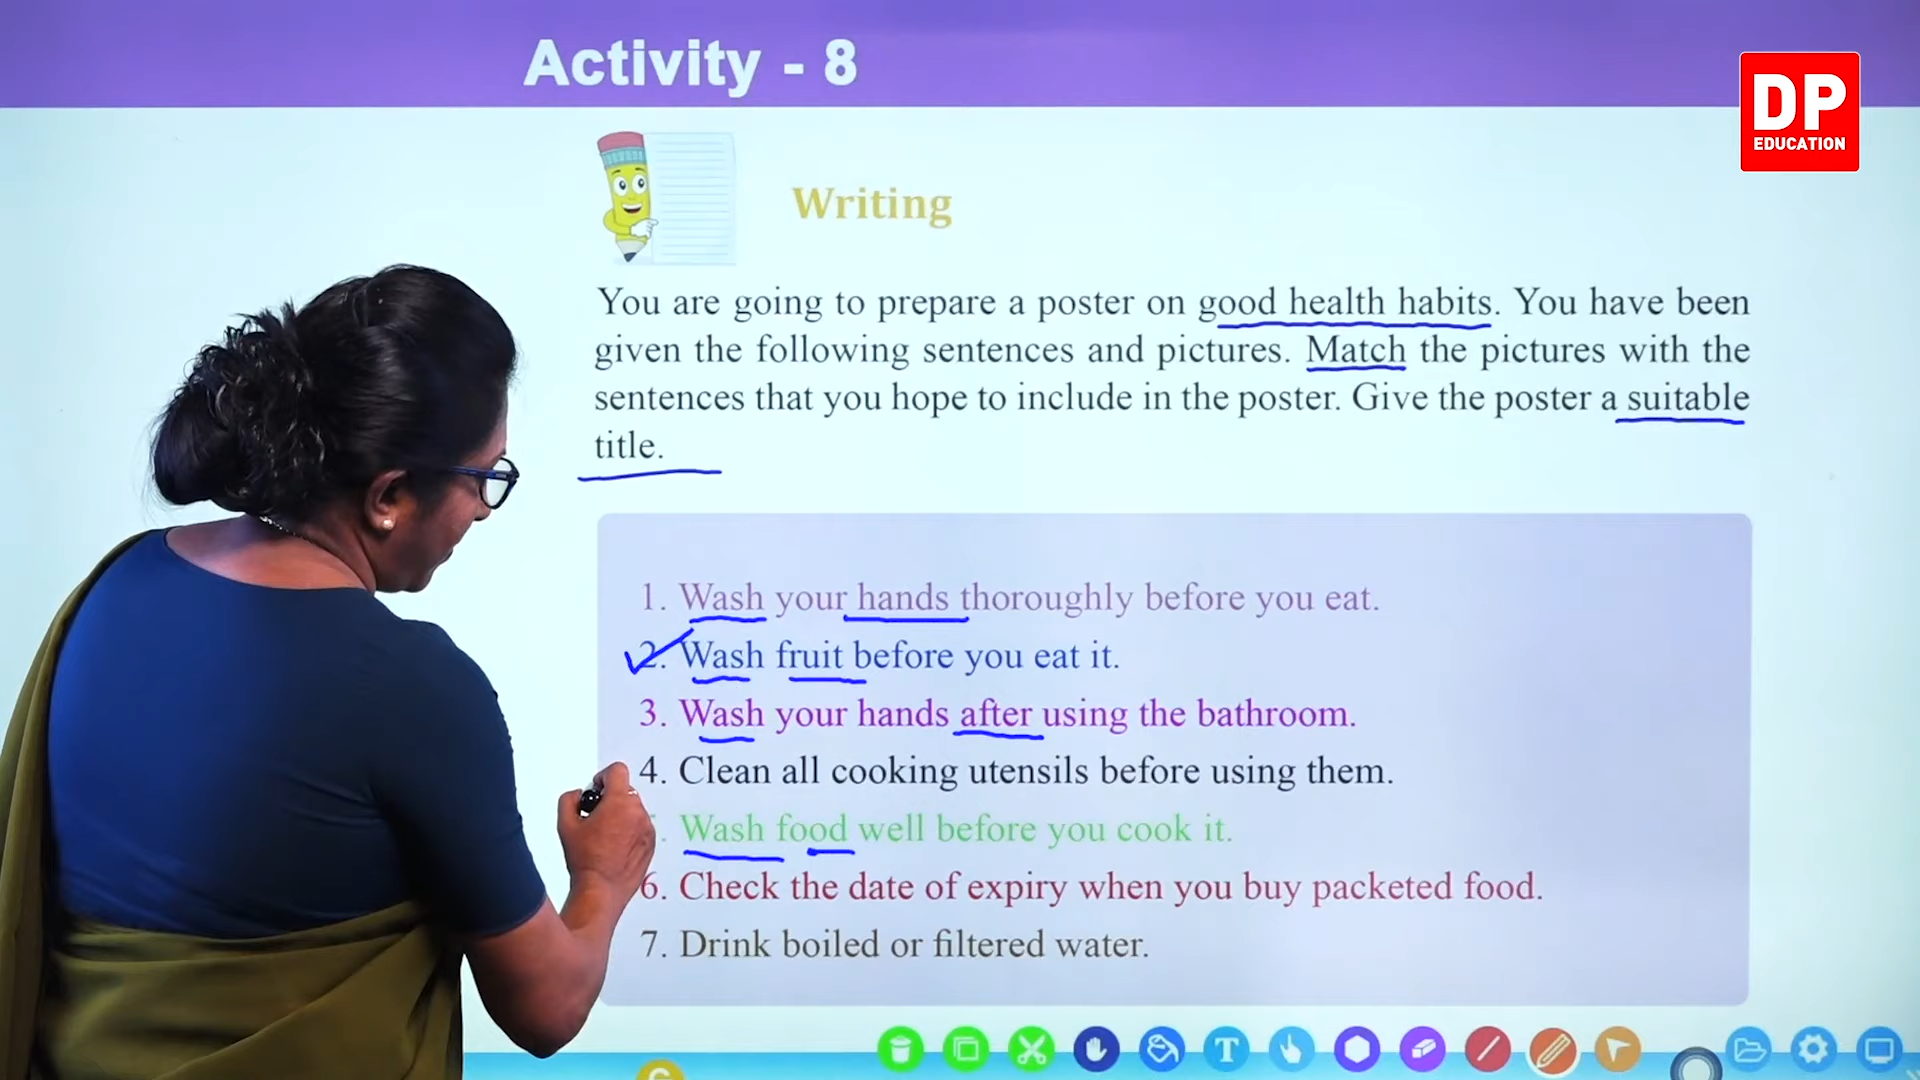 Activity - 8
DP
EDUCATION
Writing
You are going to prepare a poster on good health habits. You have been
given the following sentences and pictures. Match the pictures with the
sentences that you hope to include in the poster. Give the poster a suitable
title.
1. Wash your hands thoroughly before you eat.
2. Wash fruit before you eat it.
3. Wash your hands after using the bathroom.
4. Clean all cooking utensils before using them.
. Wash food well before you cook it.
6. Check the date of expiry when you buy packeted food.
7. Drink boiled or filtered water.
T